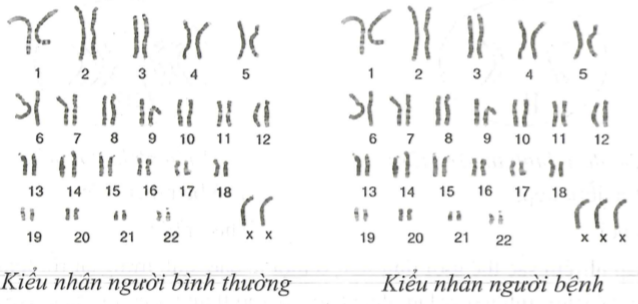 1 2 3 4 5
6 7 8 9 10 11 12
13 14 15 16 17 18
19 20 21 22 x x
Kiểu nhân người bình thường
1 2 3 4 5
6 7 8 9 10 11 12
13 14 15 16 17 18
19 20 21 22 x x x
Kiểu nhân người bệnh